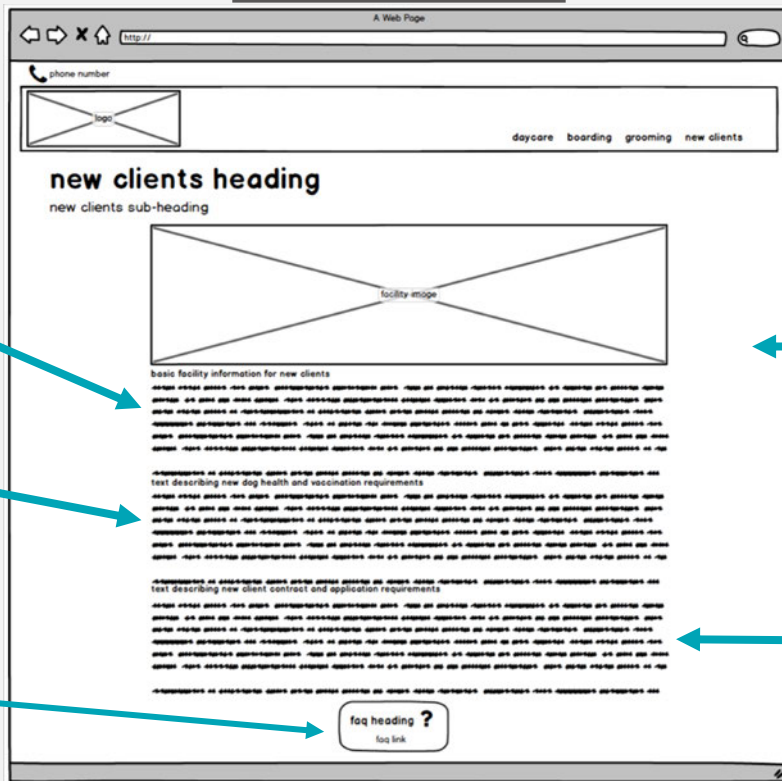 A Web Page
http://
phone number
logo
daycare boarding grooming new clients
new clients heading
new clients sub-heading
facility image
basic facility information for new clients
text describing new dog health and vaccination requirements
text describing new client contract and application requirements
faq heading ?
faq link